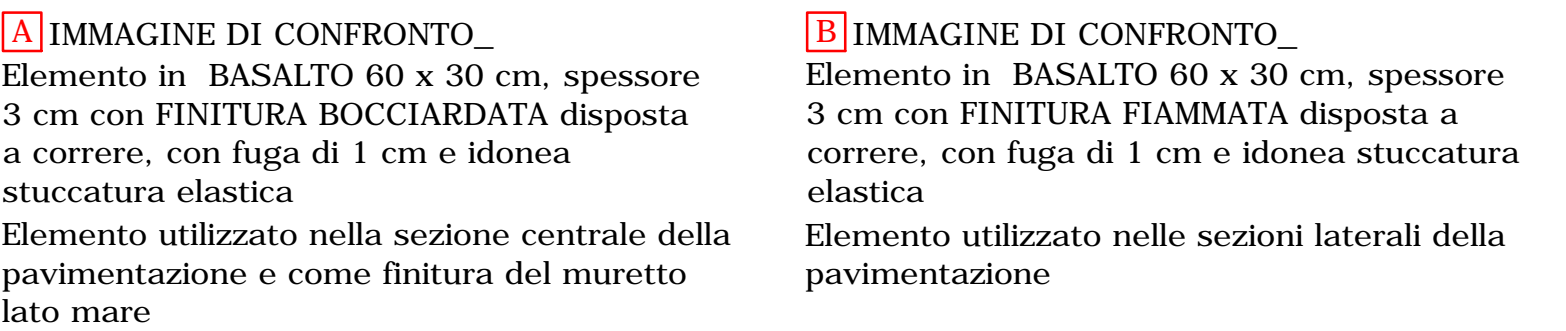 A IMMAGINE DI CONFRONTO_
Elemento in  BASALTO 60 x 30 cm, spessore
3 cm con FINITURA BOCCIARDATA disposta
a correre, con fuga di 1 cm e idonea
stuccatura elastica
Elemento utilizzato nella sezione centrale della
pavimentazione e come finitura del muretto
lato mare
B IMMAGINE DI CONFRONTO_
Elemento in  BASALTO 60 x 30 cm, spessore
3 cm con FINITURA FIAMMATA disposta a
correre, con fuga di 1 cm e idonea stuccatura
elastica
Elemento utilizzato nelle sezioni laterali della
pavimentazione